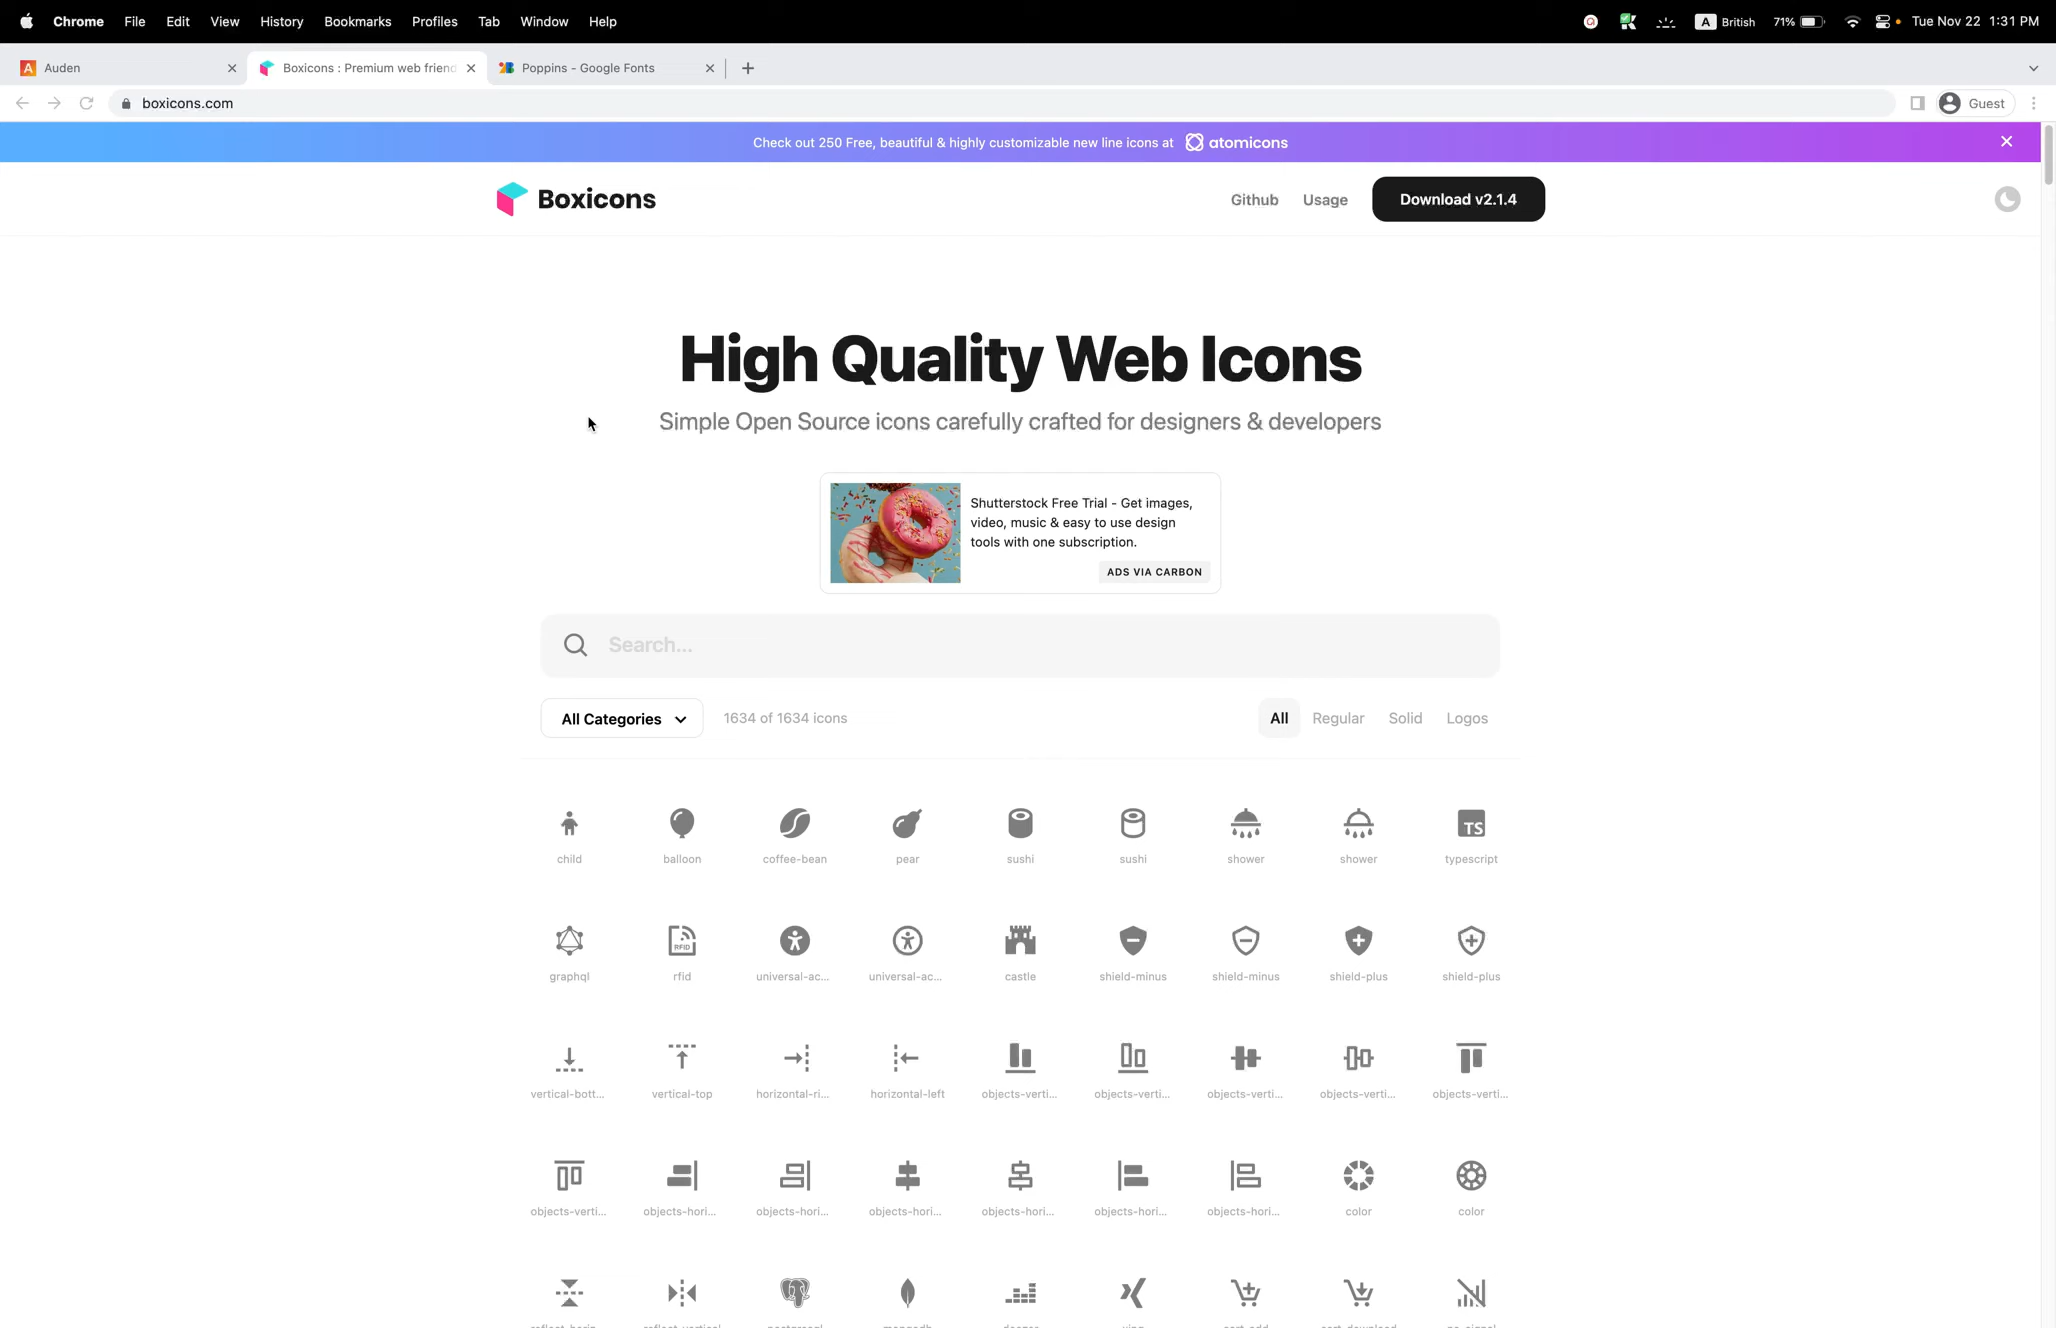 Chrome File Edit View History Bookmarks Profiles Tab Window Help
A British 71% Tue Nov 22 1:31 PM
A Auden
Boxicons : Premium web friend
Poppins - Google Fonts
boxicons.com
Guest
Check out 250 Free, beautiful & highly customizable new line icons at atomicons
Boxicons
Github Usage Download v2.1.4
High Quality Web Icons
Simple Open Source icons carefully crafted for designers & developers
Shutterstock Free Trial - Get images,
video, music & easy to use design
tools with one subscription.
ADS VIA CARBON
Search...
All Categories 1634 of 1634 icons All Regular Solid Logos
TS
child balloon coffee-bean pear sushi sushi shower shower typescript
RFID
graphql rfid universal-ac... universal-ac... castle shield-minus shield-minus shield-plus shield-plus
vertical-bott... vertical-top horizontal-ri... horizontal-left objects-verti... objects-verti... objects-verti... objects-verti... objects-verti...
objects-verti... objects-hori... objects-hori... objects-hori... objects-hori... objects-hori... objects-hori... color color